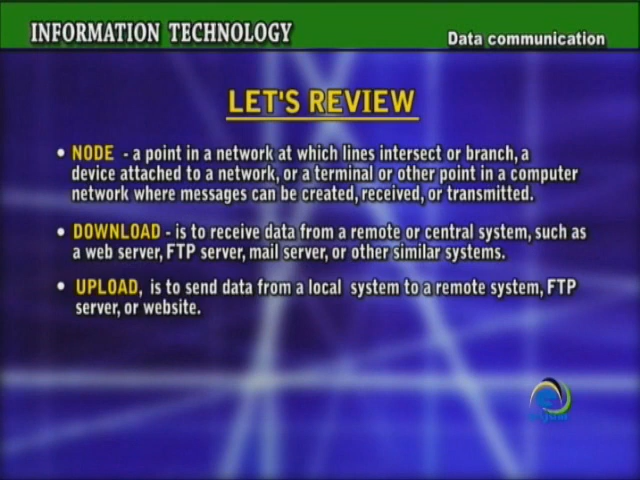 INFORMATION TECHNOLOGY
Data communication
LET'S REVIEW
• NODE - a point in a network at which lines intersect or branch, a
device attached to a network, or a terminal or other point in a computer
network where messages can be created, received, or transmitted.
• DOWNLOAD - is to receive data from a remote or central system, such as
a web server, FTP server, mail server, or other similar systems.
• UPLOAD, is to send data from a local system to a remote system, FTP
server, or website.